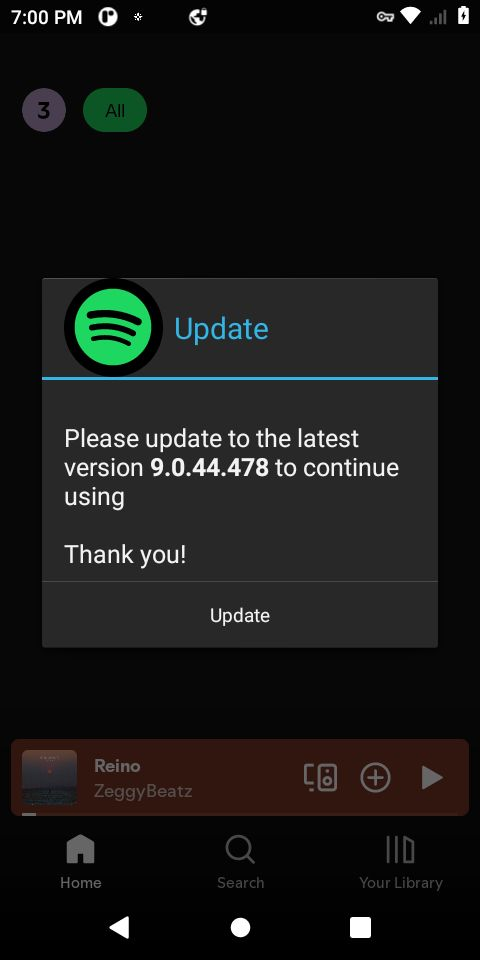 7:00 PM
3
All
Update
Please update to the latest
version 9.0.44.478 to continue
using
Thank you!
Update
Reino
ZeggyBeatz
Home
Search
Your Library